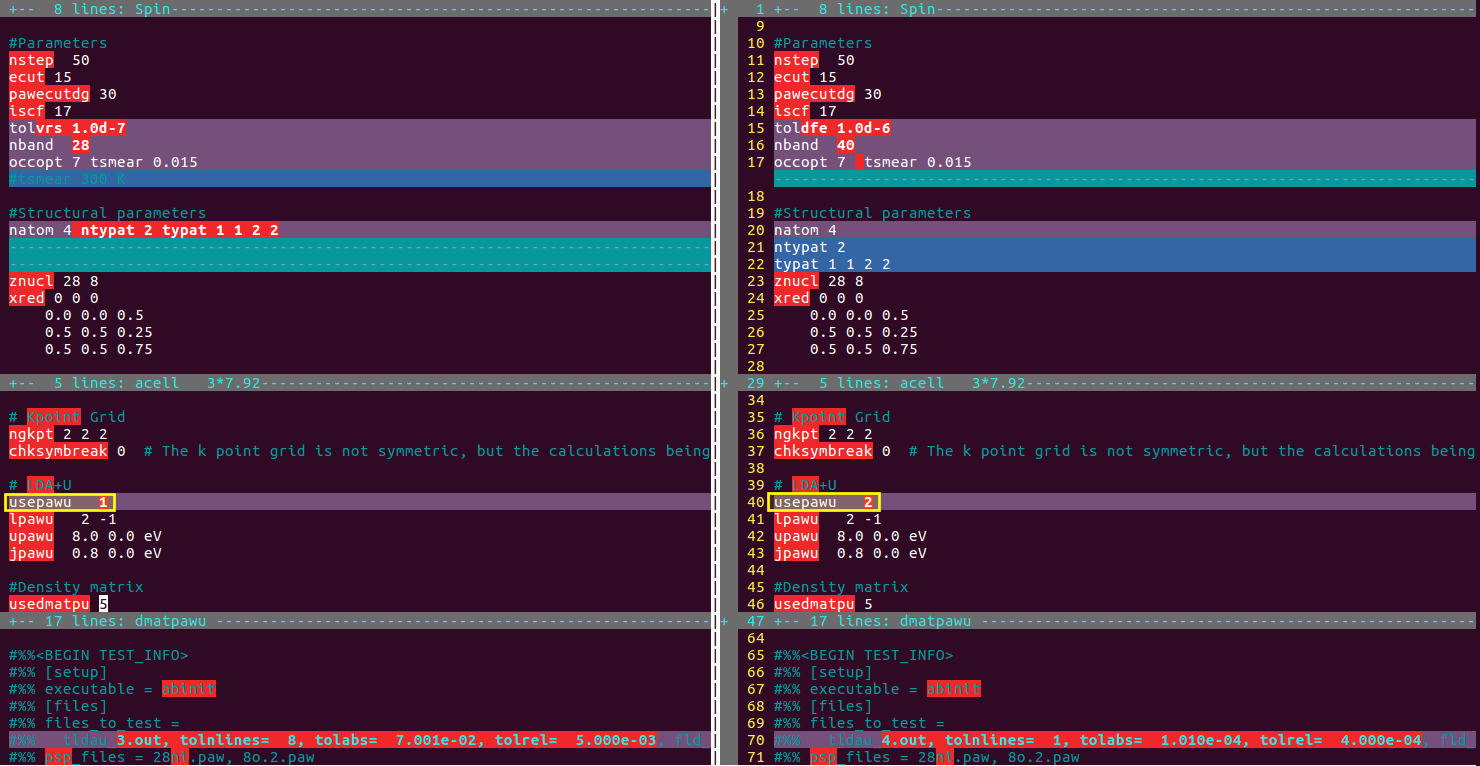 +--  8 lines: Spin------------------------------------------------------------

#Parameters
nstep  50
ecut 15
pawecutdg 30
iscf 17
tolvrs 1.0d-7
nband  28
occopt 7 tsmear 0.015
#tsmear 300 K

#Structural parameters
natom 4 ntypat 2 typat 1 1 2 2
------------------------------------------------------------------------------
------------------------------------------------------------------------------
znucl 28 8
xred 0 0 0
    0.0 0.0 0.5
    0.5 0.5 0.25
    0.5 0.5 0.75

+--  5 lines: acell   3*7.92--------------------------------------------------

# Kpoint Grid
ngkpt 2 2 2
chksymbreak 0  # The k point grid is not symmetric, but the calculations being

# LDA+U
usepawu   1
lpawu   2 -1
upawu  8.0 0.0 eV
jpawu  0.8 0.0 eV

#Density matrix
usedmatpu 5
+-- 17 lines: dmatpawu -------------------------------------------------------

#%%<BEGIN TEST_INFO>
#%% [setup]
#%% executable = abinit
#%% [files]
#%% files_to_test =
#%%   tldau_3.out, tolnlines=  8, tolabs=  7.001e-02, tolrel=  5.000e-03, fld_
#%% psp_files = 28ni.paw, 8o.2.paw
+   1 +--  8 lines: Spin------------------------------------------------------------
9
10 #Parameters
11 nstep  50
12 ecut 15
13 pawecutdg 30
14 iscf 17
15 toldfe 1.0d-6
16 nband  40
17 occopt 7  tsmear 0.015
------------------------------------------------------------------------------
18
19 #Structural parameters
20 natom 4
21 ntypat 2
22 typat 1 1 2 2
23 znucl 28 8
24 xred 0 0 0
25     0.0 0.0 0.5
26     0.5 0.5 0.25
27     0.5 0.5 0.75
28
+  29 +--  5 lines: acell   3*7.92--------------------------------------------------
34
35 # Kpoint Grid
36 ngkpt 2 2 2
37 chksymbreak 0  # The k point grid is not symmetric, but the calculations being
38
39 # LDA+U
40 usepawu   2
41 lpawu   2 -1
42 upawu  8.0 0.0 eV
43 jpawu  0.8 0.0 eV
44
45 #Density matrix
46 usedmatpu 5
+  47 +-- 17 lines: dmatpawu -------------------------------------------------------
64
65 #%%<BEGIN TEST_INFO>
66 #%% [setup]
67 #%% executable = abinit
68 #%% [files]
69 #%% files_to_test =
70 #%%   tldau_4.out, tolnlines=  1, tolabs=  1.010e-04, tolrel=  4.000e-04, fld_
71 #%% psp_files = 28ni.paw, 8o.2.paw